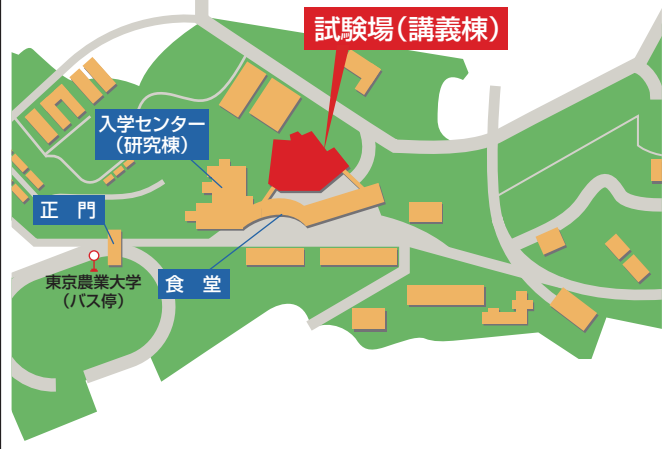 試験場（講義棟）
入学センター
（研究棟）
正　門
東京農業大学
（バス停）
食　堂